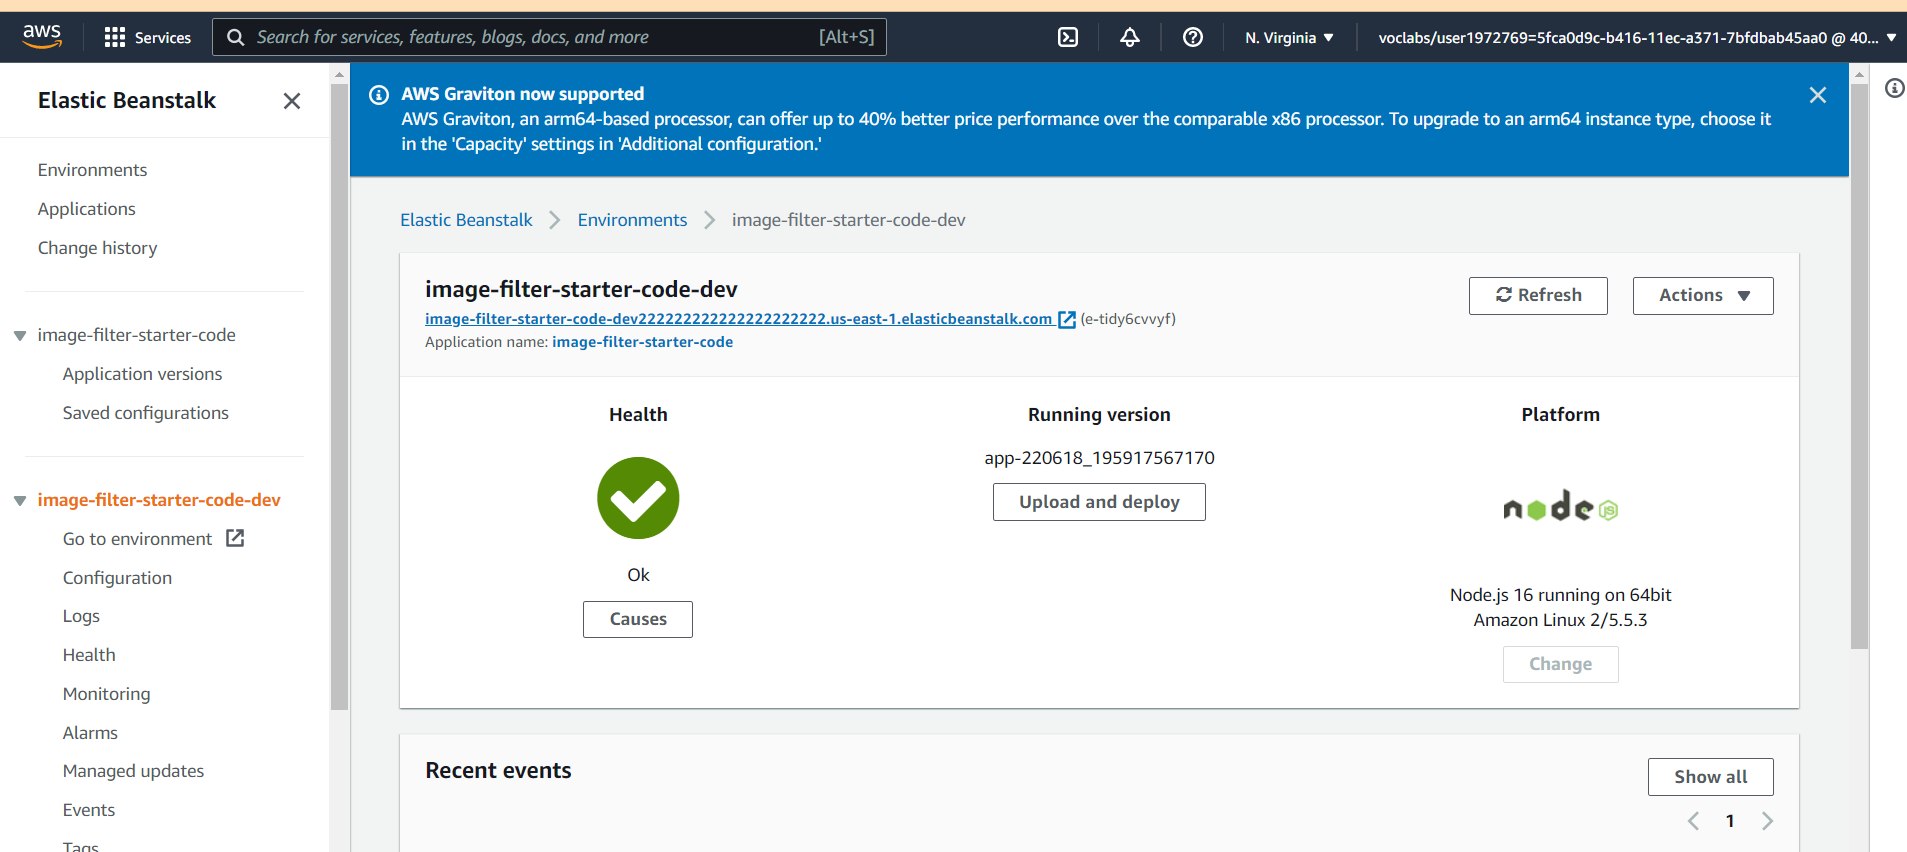 aws
Services
Search for services, features, blogs, docs, and more
[Alt+S]
N. Virginia
voclabs/user1972769=5fca0d9c-b416-11ec-a371-7bfdbab45aa0 @ 40...
Elastic Beanstalk
Environments
Applications
Change history
image-filter-starter-code
Application versions
Saved configurations
image-filter-starter-code-dev
Go to environment
Configuration
Logs
Health
Monitoring
Alarms
Managed updates
Events
Tags
AWS Graviton now supported
AWS Graviton, an arm64-based processor, can offer up to 40% better price performance over the comparable x86 processor. To upgrade to an arm64 instance type, choose it
in the 'Capacity' settings in 'Additional configuration.'
Elastic Beanstalk
Environments
image-filter-starter-code-dev
image-filter-starter-code-dev
image-filter-starter-code-dev222222222222222222222.us-east-1.elasticbeanstalk.com (e-tidy6cvvyf)
Application name: image-filter-starter-code
Refresh
Actions
Health
Ok
Causes
Running version
app-220618_195917567170
Upload and deploy
Platform
node JS
Node.js 16 running on 64bit
Amazon Linux 2/5.5.3
Change
Recent events
Show all
1